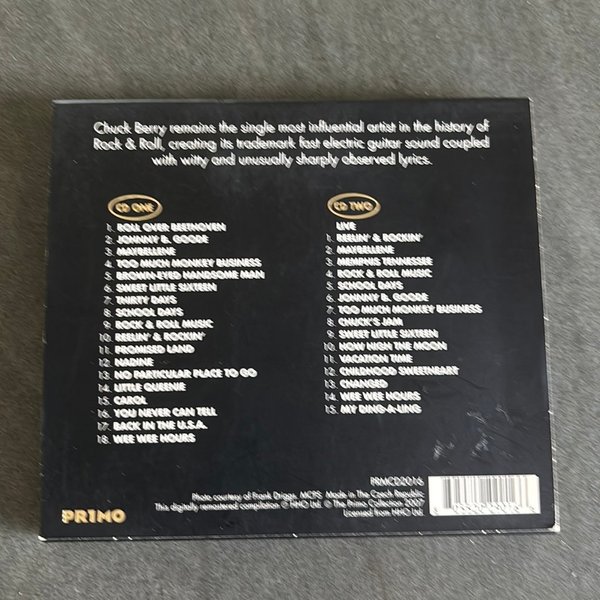 Chuck Berry remains the single most influential artist in the history of
Rock & Roll, creating its trademark fast electric guitar sound coupled
with witty and unusually sharply observed lyrics.
CD ONE
1. ROLL OVER BEETHOVEN
2. JOHNNY B. GOODE
3. MAYBELLENE
4. TOO MUCH MONKEY BUSINESS
5. BROWN-EYED HANDSOME MAN
6. SWEET LITTLE SIXTEEN
7. THIRTY DAYS
8. SCHOOL DAYS
9. ROCK & ROLL MUSIC
10. REELIN' & ROCKIN'
11. PROMISED LAND
12. NADINE
13. NO PARTICULAR PLACE TO GO
14. LITTLE QUEENIE
15. CAROL
16. YOU NEVER CAN TELL
17. BACK IN THE U.S.A.
18. WEE WEE HOURS
CD TWO
LIVE
1. REELIN' & ROCKIN'
2. MAYBELLENE
3. MEMPHIS TENNESSEE
4. ROCK & ROLL MUSIC
5. SCHOOL DAYS
6. JOHNNY B. GOODE
7. TOO MUCH MONKEY BUSINESS
8. CHUCK'S JAM
9. SWEET LITTLE SIXTEEN
10. HOW HIGH THE MOON
11. VACATION TIME
12. CHILDHOOD SWEETHEART
13. CHANGED
14. WEE WEE HOURS
15. MY DING-A-LING
PRMCD2016
Photo courtesy of Frank Driggs. MCPS. Made in The Czech Republic
This digitally remastered compilation ℗ HHO Ltd. © The Primo Collection 2007
Licensed from HHO Ltd.
PR1MO